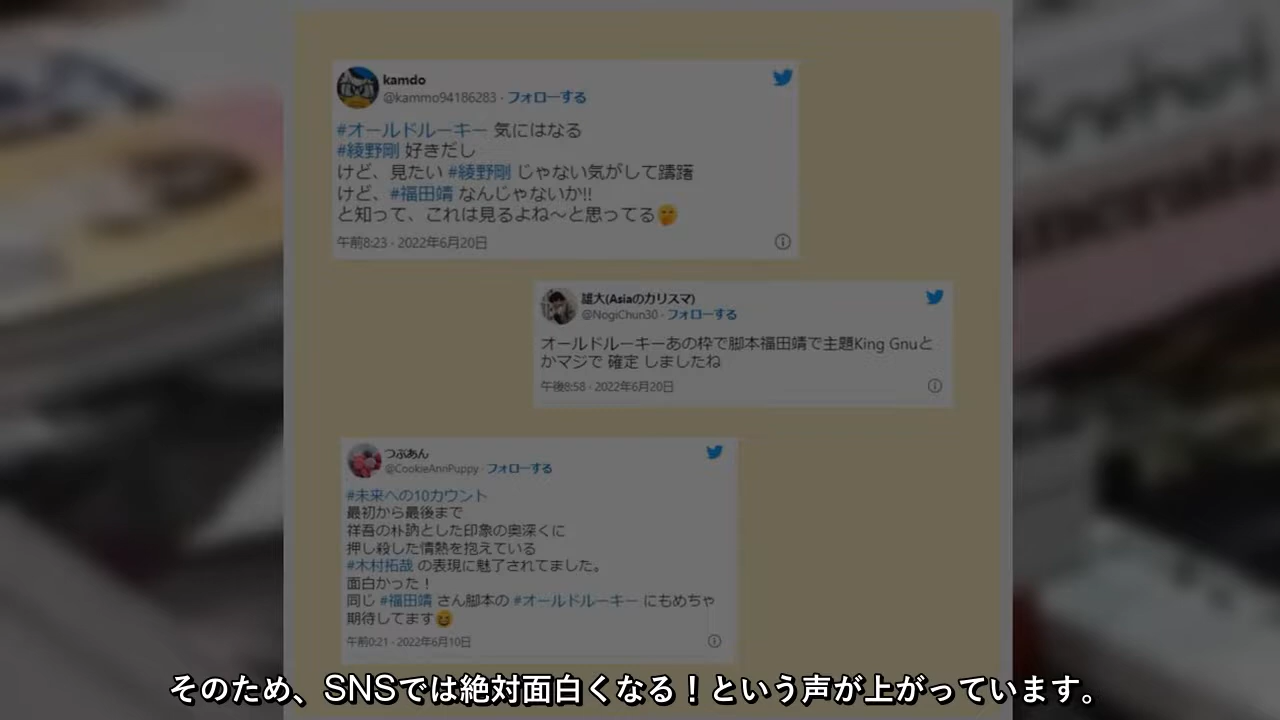 kamdo
@kammo94186283 · フォローする
#オールドルーキー 気にはなる
#綾野剛 好きだし
けど、見たい #綾野剛 じゃない気がして躊躇
けど、#福田靖 なんじゃないか!!
と知って、これは見るよね〜と思ってる🤭
午前8:23 · 2022年6月20日
雄大(Asiaのカリスマ)
@NogiChun30 · フォローする
オールドルーキーあの枠で脚本福田靖で主題King Gnuと
かマジで 確定 しましたね
午後8:58 · 2022年6月20日
つぶあん
@CookieAnnPuppy · フォローする
#未来への10カウント
最初から最後まで
祥吾の朴訥とした印象の奥深くに
押し殺した情熱を抱えている
#木村拓哉 の表現に魅了されてました。
面白かった！
同じ #福田靖 さん脚本の #オールドルーキー にもめちゃ
期待してます😆
午前0:21 · 2022年6月10日
そのため、SNSでは絶対面白くなる！という声が上がっています。